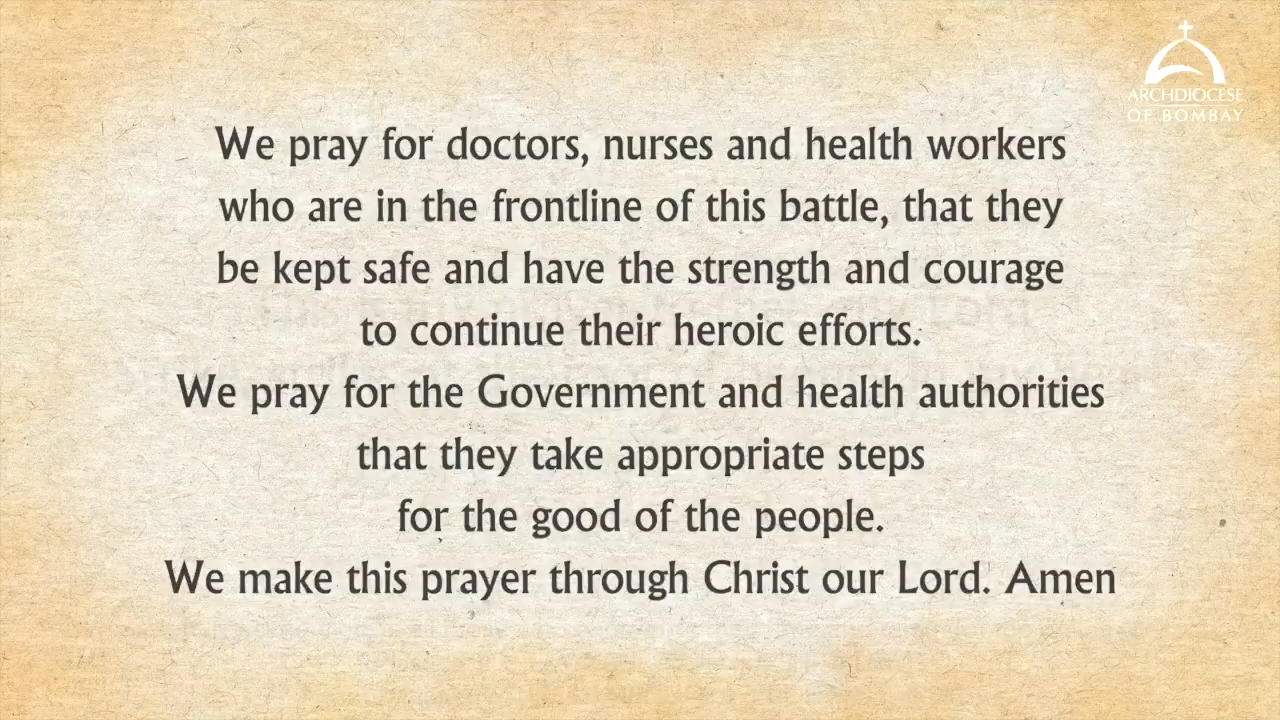 ARCHDIOCESE
OF BOMBAY
We pray for doctors, nurses and health workers
who are in the frontline of this battle, that they
be kept safe and have the strength and courage
to continue their heroic efforts.
We pray for the Government and health authorities
that they take appropriate steps
for the good of the people.
We make this prayer through Christ our Lord. Amen